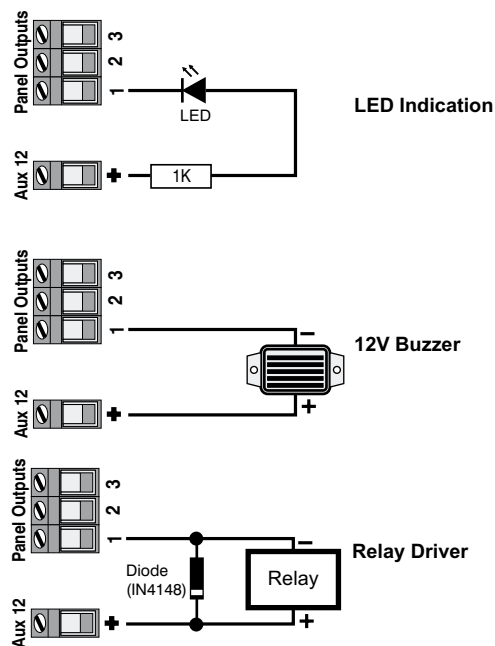 Panel Outputs
3
2
1
LED
LED Indication
Aux 12
+
1K
Panel Outputs
3
2
1
−
12V Buzzer
Aux 12
+
+
Panel Outputs
3
2
1
−
Relay Driver
Diode
(IN4148)
Relay
Aux 12
+
+